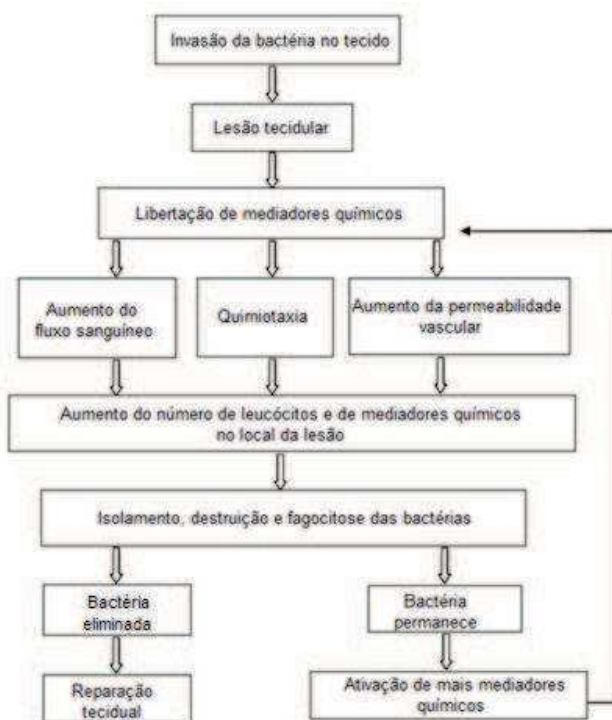 Invasão da bactéria no tecido
Lesão tecidular
Libertação de mediadores químicos
Aumento do
fluxo sanguíneo
Quimiotaxia
Aumento da permeabilidade
vascular
Aumento do número de leucócitos e de mediadores químicos
no local da lesão
Isolamento, destruição e fagocitose das bactérias
Bactéria
eliminada
Bactéria
permanece
Reparação
tecidual
Ativação de mais mediadores
químicos